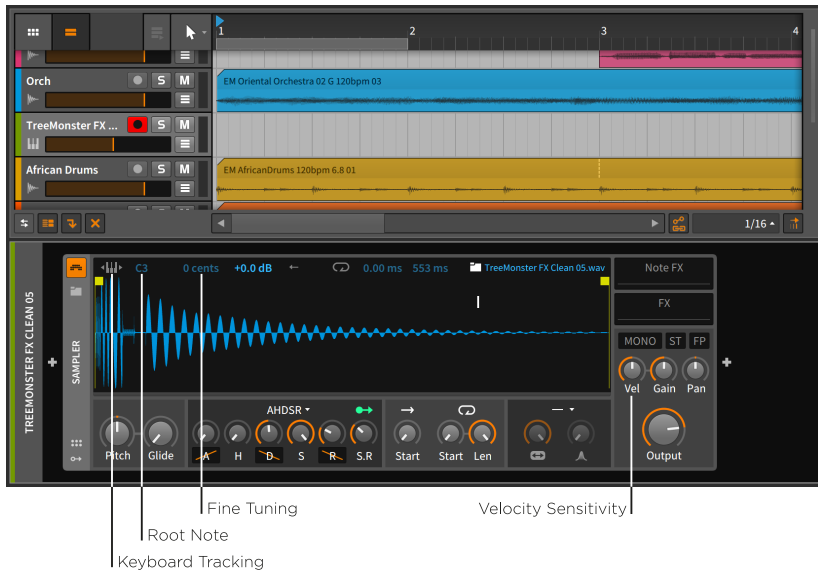 1 2 3 4
Orch S M
EM Oriental Orchestra 02 G 120bpm 03
TreeMonster FX ... S M
African Drums S M
EM AfricanDrums 120bpm 6.8 01
1/16
TREEMONSTER FX CLEAN 05
SAMPLER
C3 0 cents +0.0 dB 0.00 ms 553 ms TreeMonster FX Clean 05.wav
Note FX
FX
MONO ST FP
Vel Gain Pan
AHDSR
Pitch Glide A H D S R S.R Start Start Len Output
Fine Tuning
Velocity Sensitivity
Root Note
Keyboard Tracking